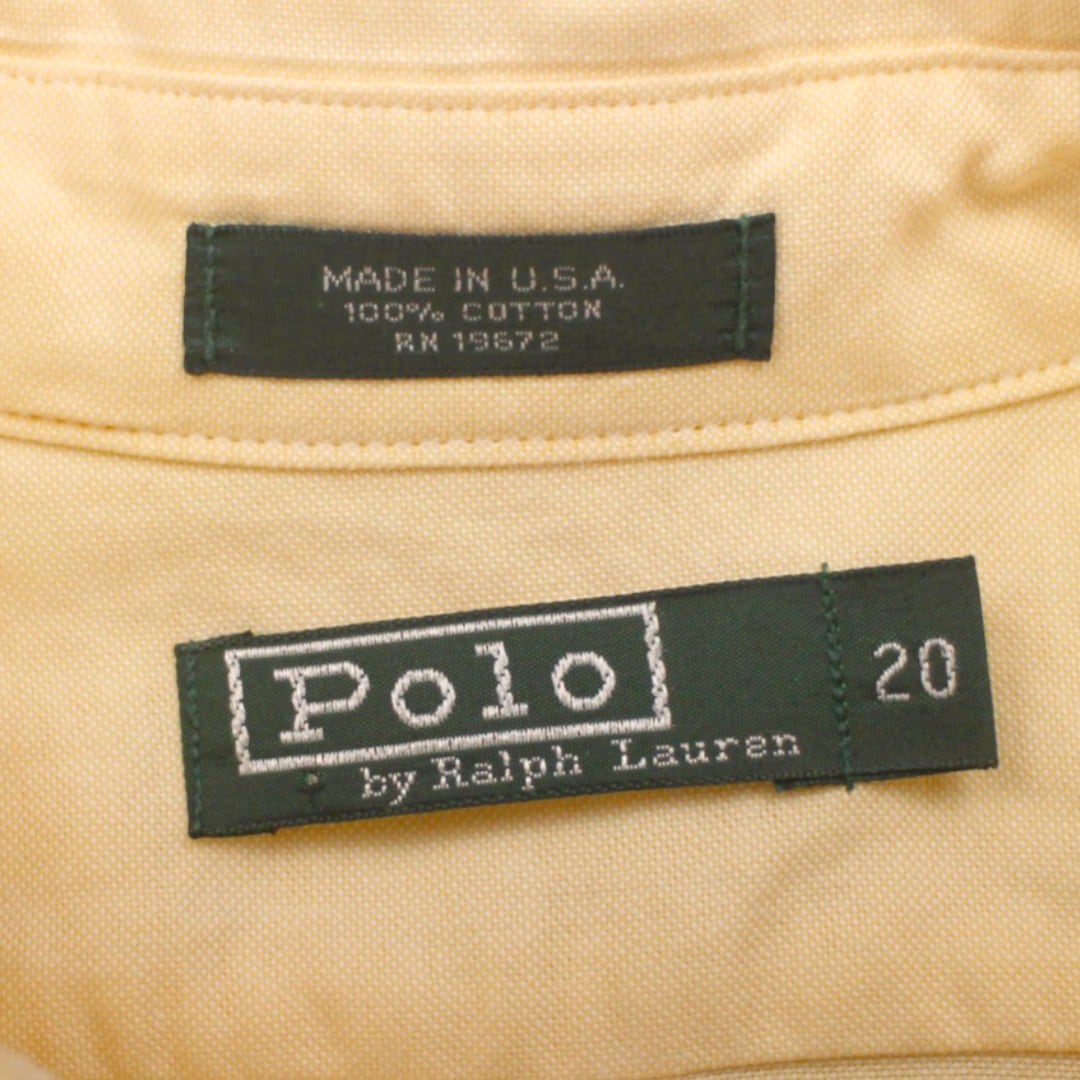 MADE IN U.S.A.
100% COTTON
RN 19672
Polo
by Ralph Lauren
20